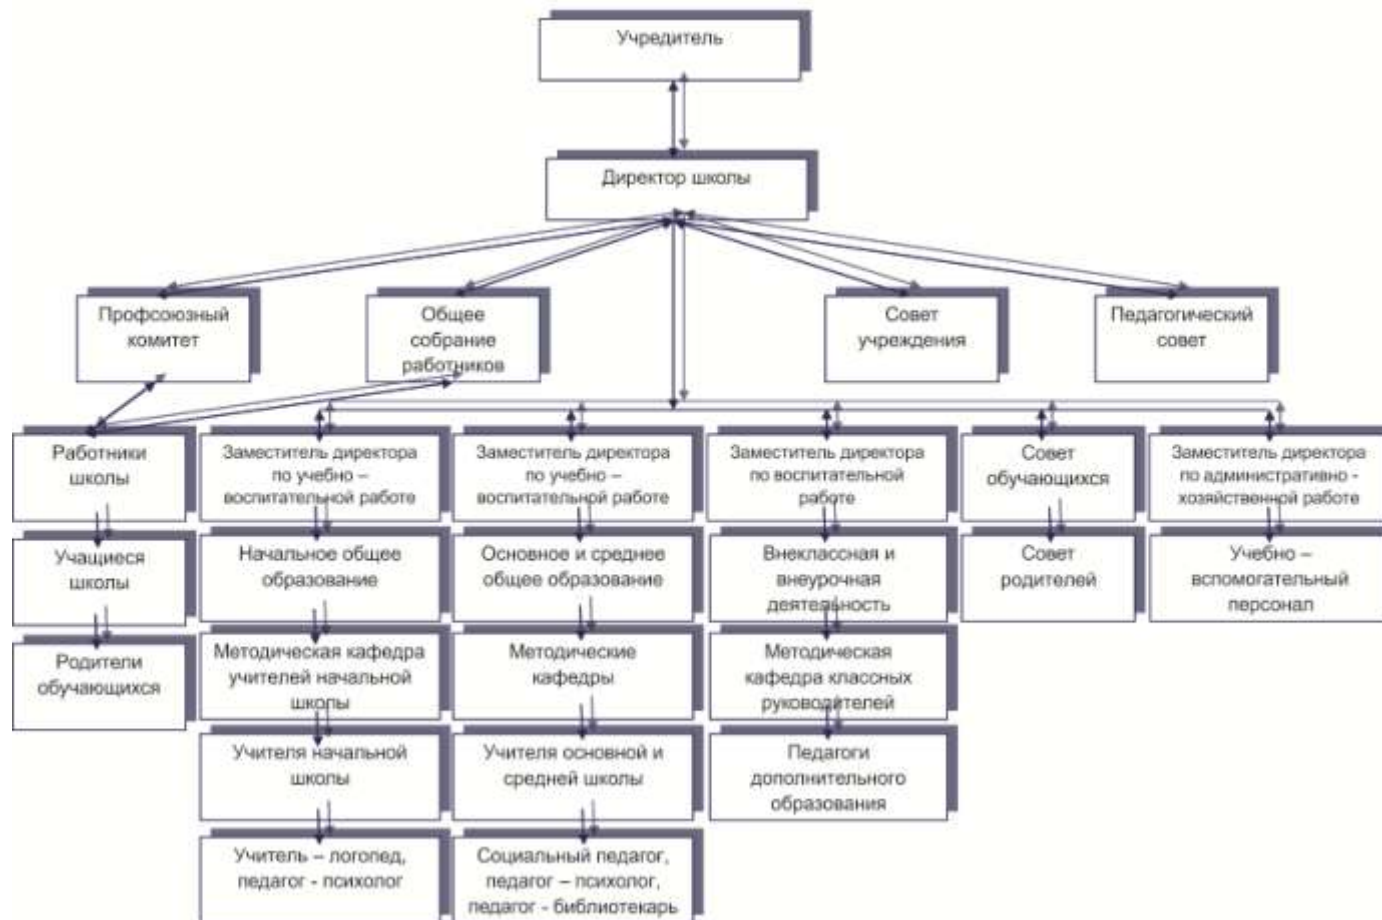 Учредитель
Директор школы
Профсоюзный
комитет
Общее
собрание
работников
Совет
учреждения
Педагогический
совет
Работники
школы
Заместитель директора
по учебно –
воспитательной работе
Заместитель директора
по учебно –
воспитательной работе
Заместитель директора
по воспитательной
работе
Совет
обучающихся
Заместитель директора
по административно -
хозяйственной работе
Учащиеся
школы
Начальное общее
образование
Основное и среднее
общее образование
Внеклассная и
внеурочная
деятельность
Совет
родителей
Учебно –
вспомогательный
персонал
Родители
обучающихся
Методическая кафедра
учителей начальной
школы
Методические
кафедры
Методическая
кафедра классных
руководителей
Учителя начальной
школы
Учителя основной и
средней школы
Педагоги
дополнительного
образования
Учитель – логопед,
педагог - психолог
Социальный педагог,
педагог – психолог,
педагог - библиотекарь